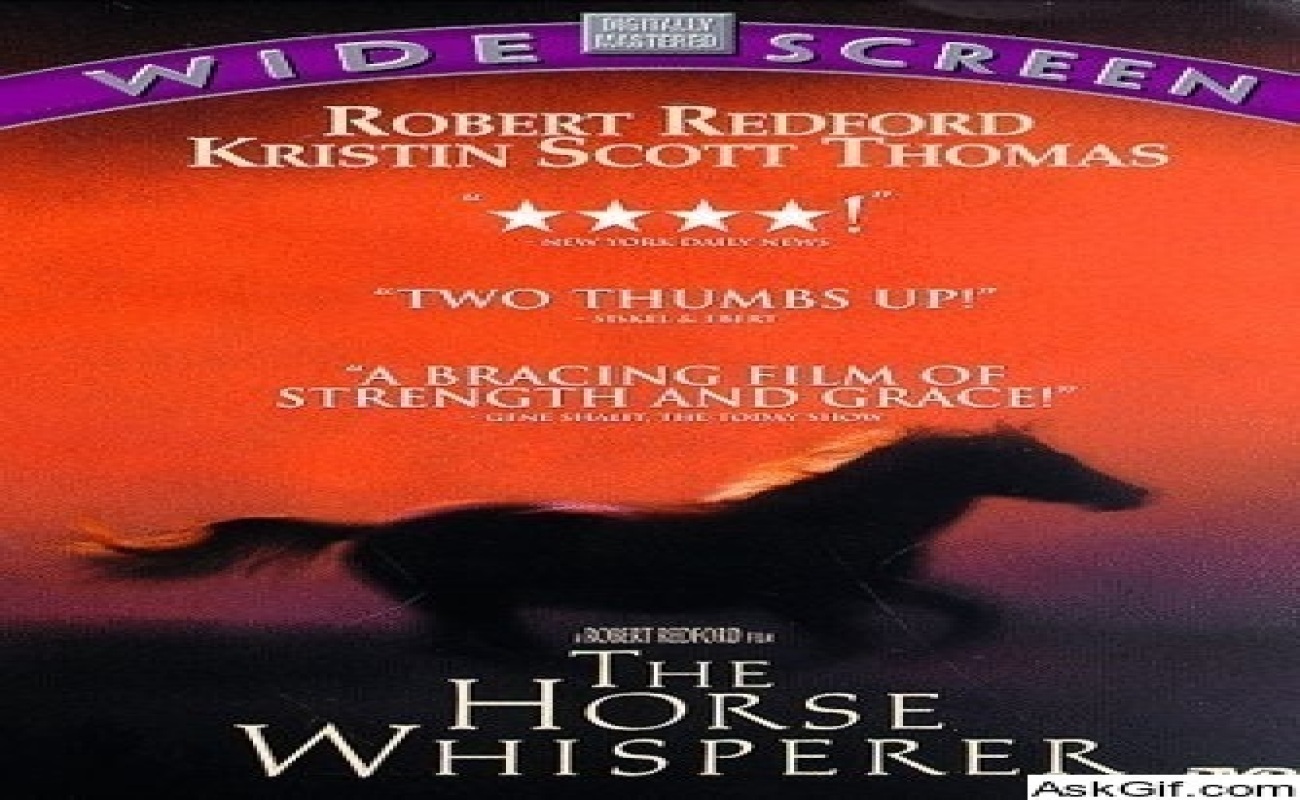 DIGITALLY
MASTERED
WIDE SCREEN
ROBERT REDFORD
KRISTIN SCOTT THOMAS
"★★★★!"
- NEW YORK DAILY NEWS
"TWO THUMBS UP!"
- SISKEL & EBERT
"A BRACING FILM OF
STRENGTH AND GRACE!"
- GENE SHALIT, THE TODAY SHOW
A ROBERT REDFORD FILM
THE
HORSE
WHISPERER
AskGif.com